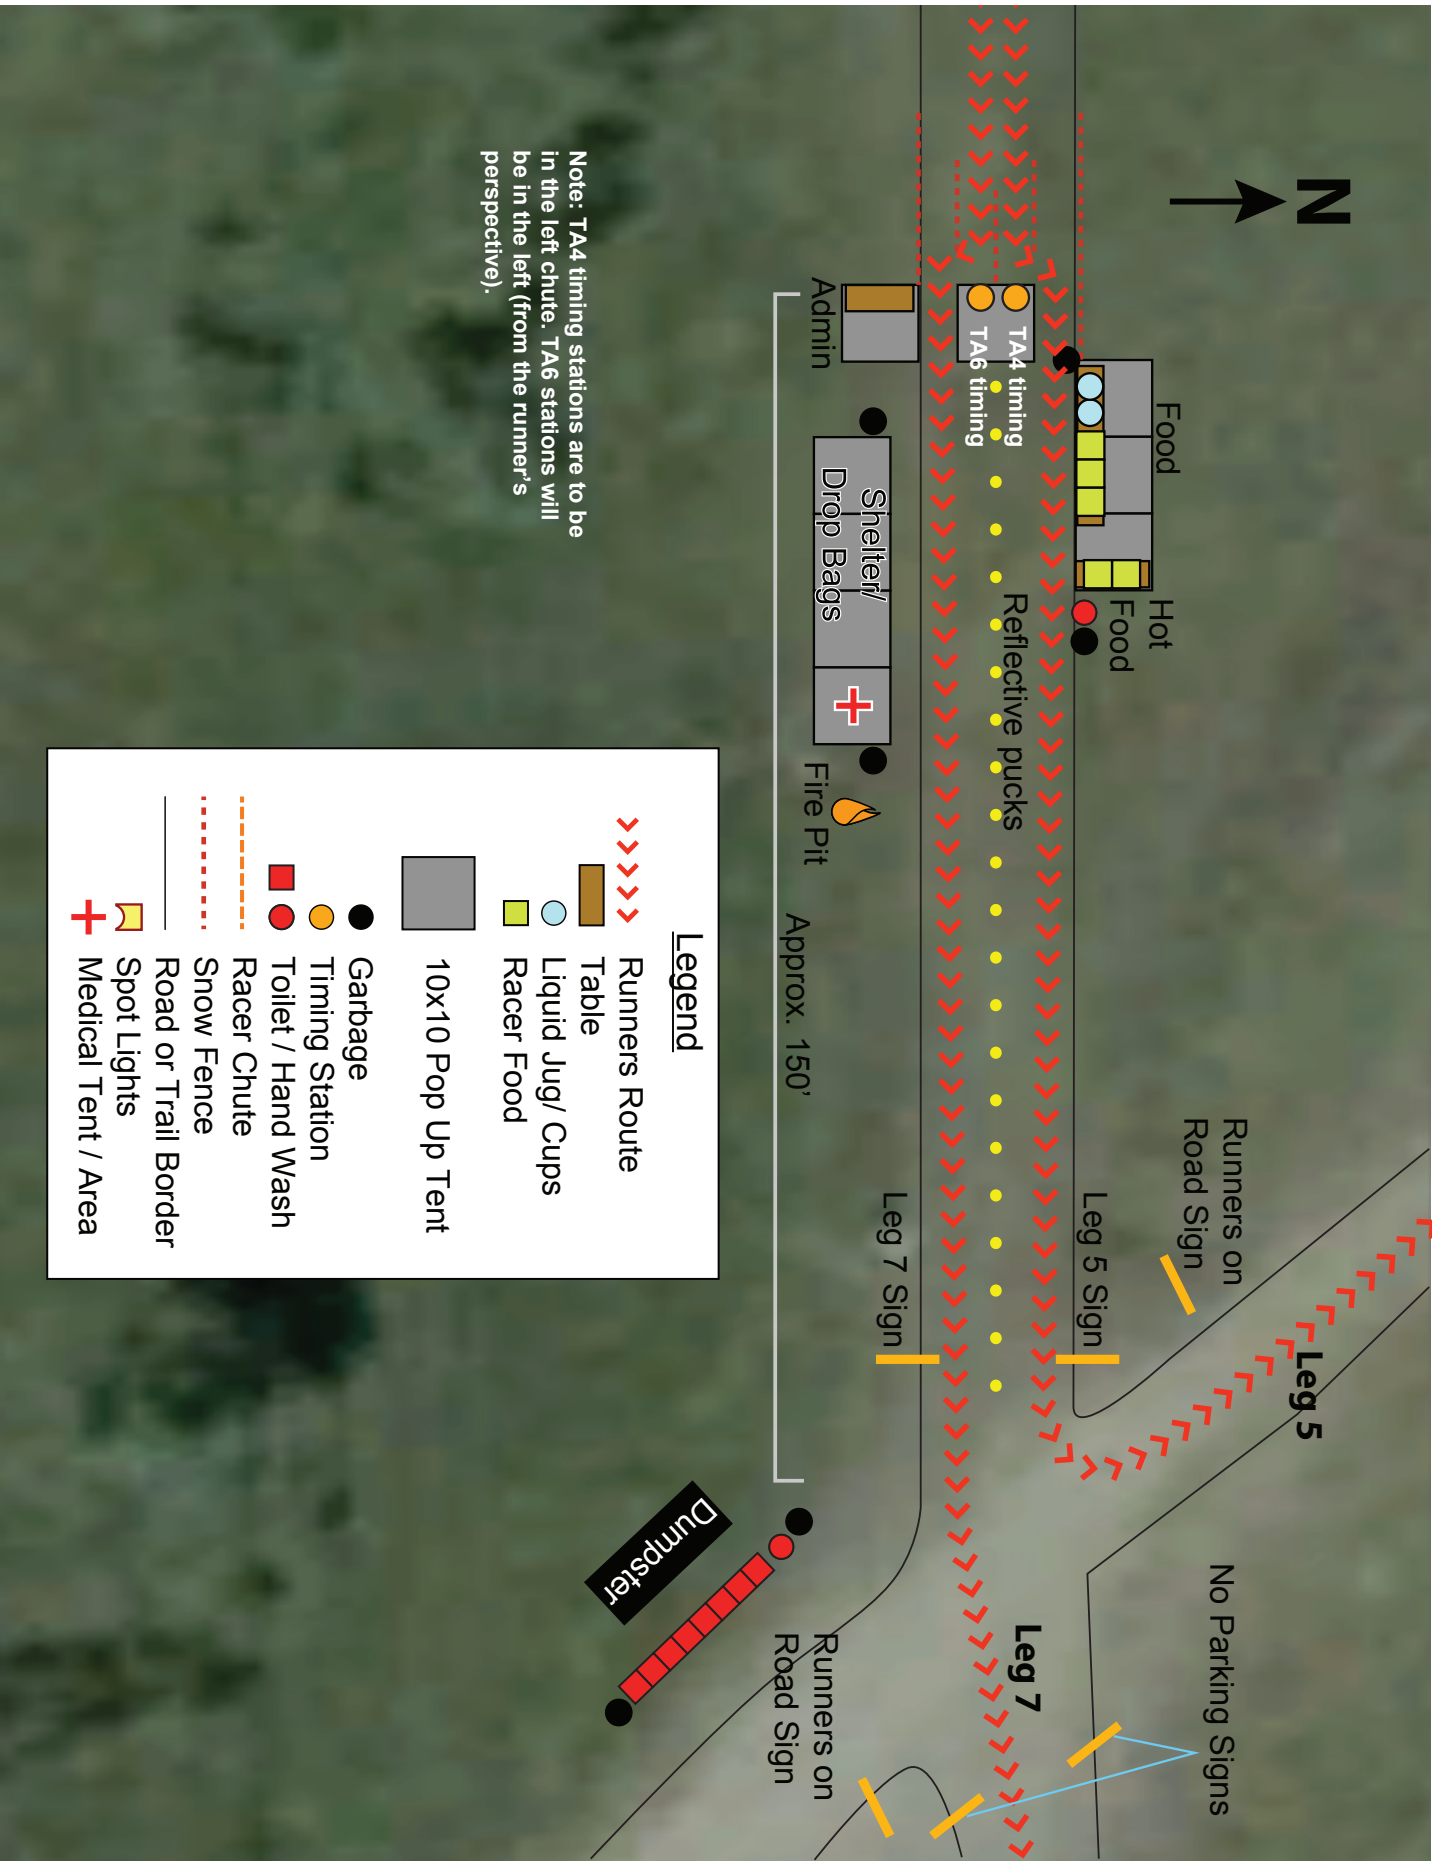 N
Food
Hot
Food
Runners on
Road Sign
No Parking Signs
Leg 5
TA4 timing
TA6 timing
Reflective pucks
Leg 5 Sign
Leg 7
Admin
Shelter/
Drop Bags
Fire Pit
Leg 7 Sign
Approx. 150'
Runners on
Road Sign
Dumpster
Note: TA4 timing stations are to be
in the left chute. TA6 stations will
be in the left (from the runner's
perspective).
Legend
Runners Route
Table
Liquid Jug/ Cups
Racer Food
10x10 Pop Up Tent
Garbage
Timing Station
Toilet / Hand Wash
Racer Chute
Snow Fence
Road or Trail Border
Spot Lights
Medical Tent / Area